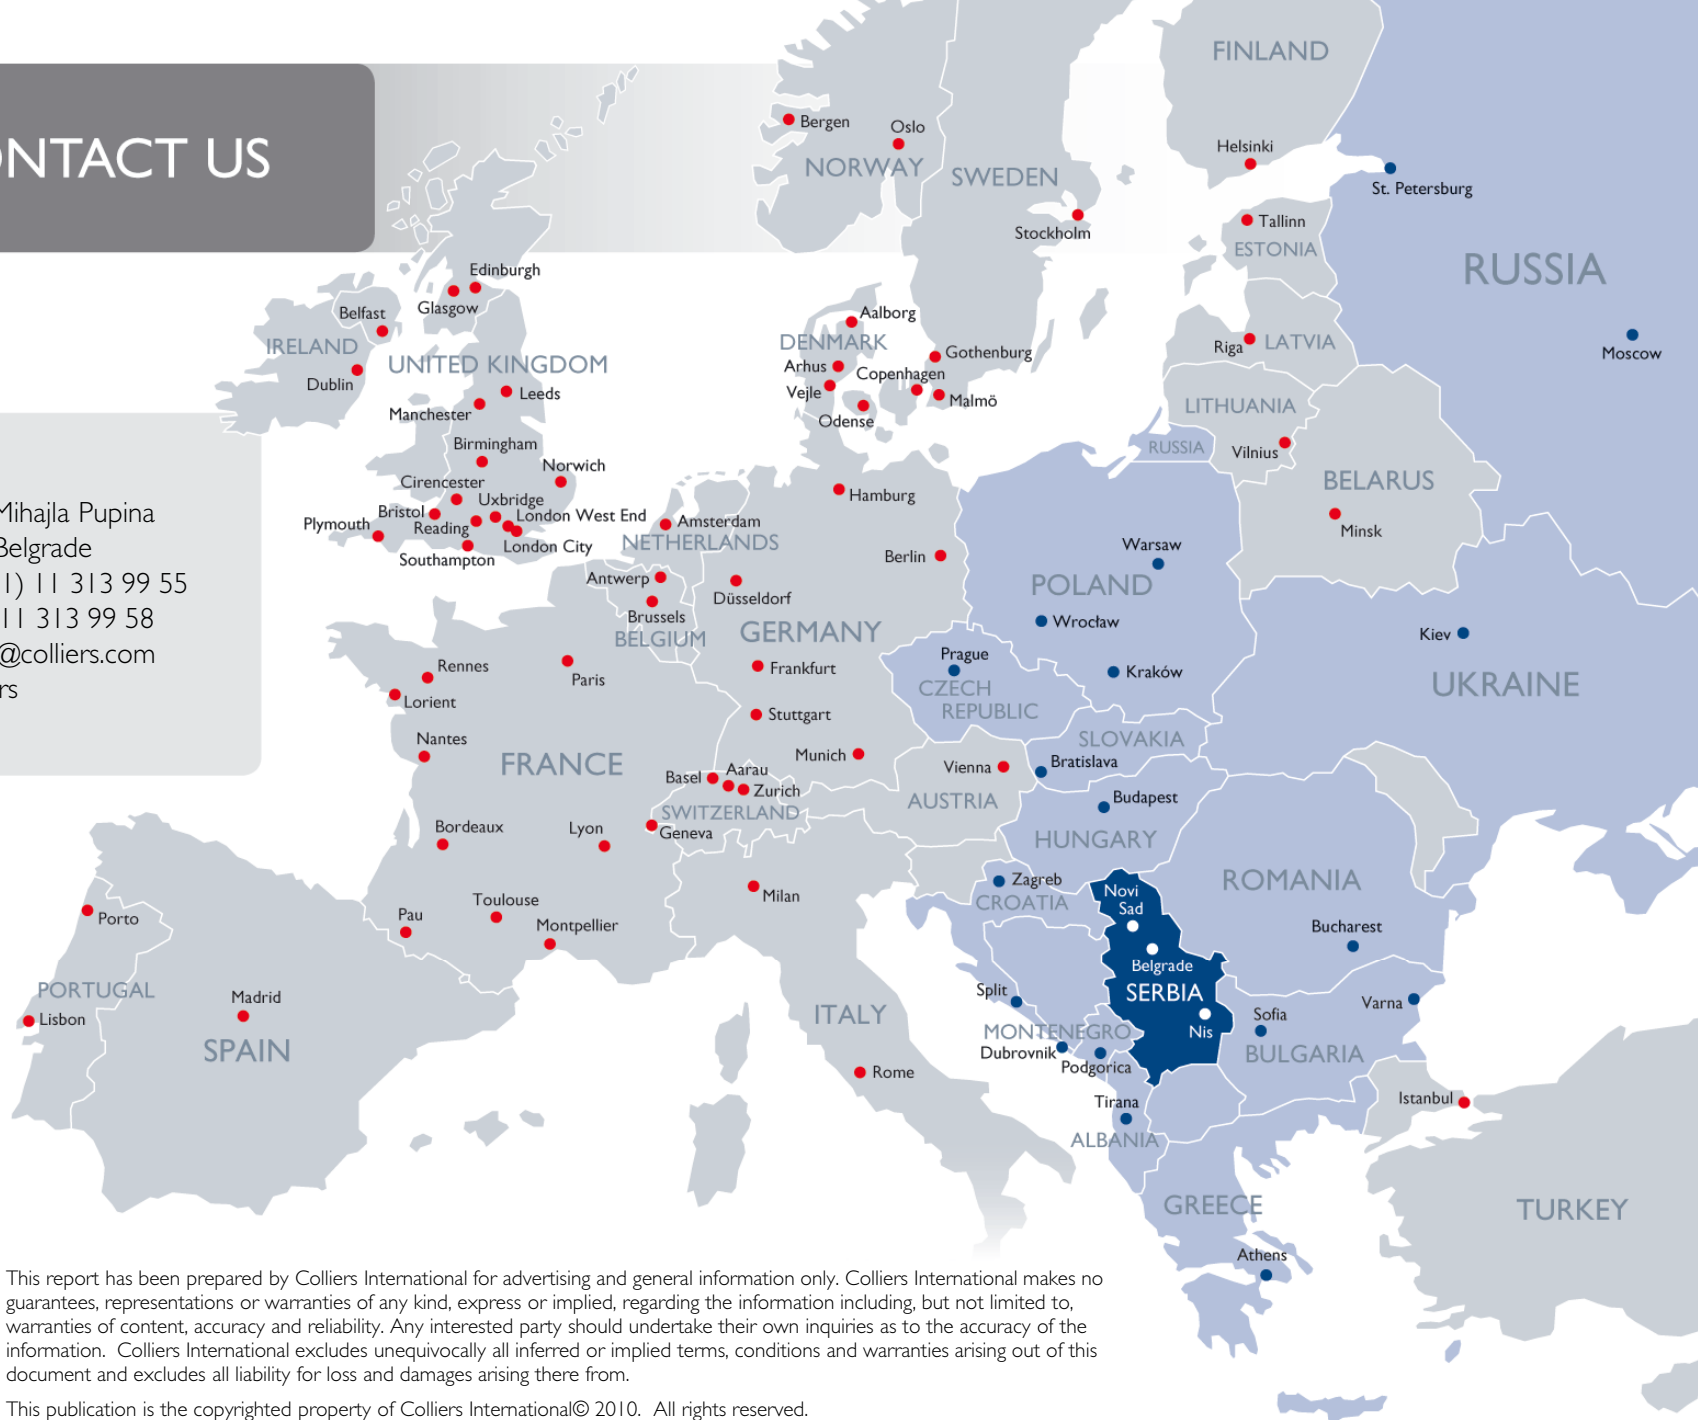 ONTACT US
Mihajla Pupina
Belgrade
1) 11 313 99 55
11 313 99 58
@colliers.com
rs
FINLAND
Bergen
Oslo
NORWAY
SWEDEN
Helsinki
St. Petersburg
Stockholm
Tallinn
ESTONIA
RUSSIA
Edinburgh
Glasgow
Belfast
IRELAND
Dublin
UNITED KINGDOM
Aalborg
DENMARK
Arhus
Copenhagen
Gothenburg
Vejle
Malmö
Odense
Riga
LATVIA
Moscow
Leeds
Manchester
Birmingham
Norwich
Cirencester
Uxbridge
Bristol
Reading
London West End
Plymouth
London City
Southampton
LITHUANIA
RUSSIA
Vilnius
BELARUS
Minsk
Hamburg
Amsterdam
NETHERLANDS
Berlin
Warsaw
POLAND
Antwerp
Düsseldorf
Brussels
BELGIUM
GERMANY
Wrocław
Kiev
UKRAINE
Rennes
Paris
Lorient
Frankfurt
Prague
CZECH
REPUBLIC
Kraków
Nantes
FRANCE
Stuttgart
Munich
Vienna
SLOVAKIA
Bratislava
Basel
Aarau
Zurich
SWITZERLAND
Geneva
AUSTRIA
Budapest
HUNGARY
Bordeaux
Lyon
ROMANIA
Milan
Zagreb
CROATIA
Novi
Sad
Porto
Pau
Toulouse
Montpellier
Bucharest
Belgrade
SERBIA
PORTUGAL
Lisbon
Madrid
SPAIN
ITALY
Split
Varna
Sofia
Nis
MONTENEGRO
Dubrovnik
Podgorica
BULGARIA
Rome
Tirana
ALBANIA
Istanbul
GREECE
TURKEY
Athens
This report has been prepared by Colliers International for advertising and general information only. Colliers International makes no
guarantees, representations or warranties of any kind, express or implied, regarding the information including, but not limited to,
warranties of content, accuracy and reliability. Any interested party should undertake their own inquiries as to the accuracy of the
information. Colliers International excludes unequivocally all inferred or implied terms, conditions and warranties arising out of this
document and excludes all liability for loss and damages arising there from.
This publication is the copyrighted property of Colliers International© 2010. All rights reserved.